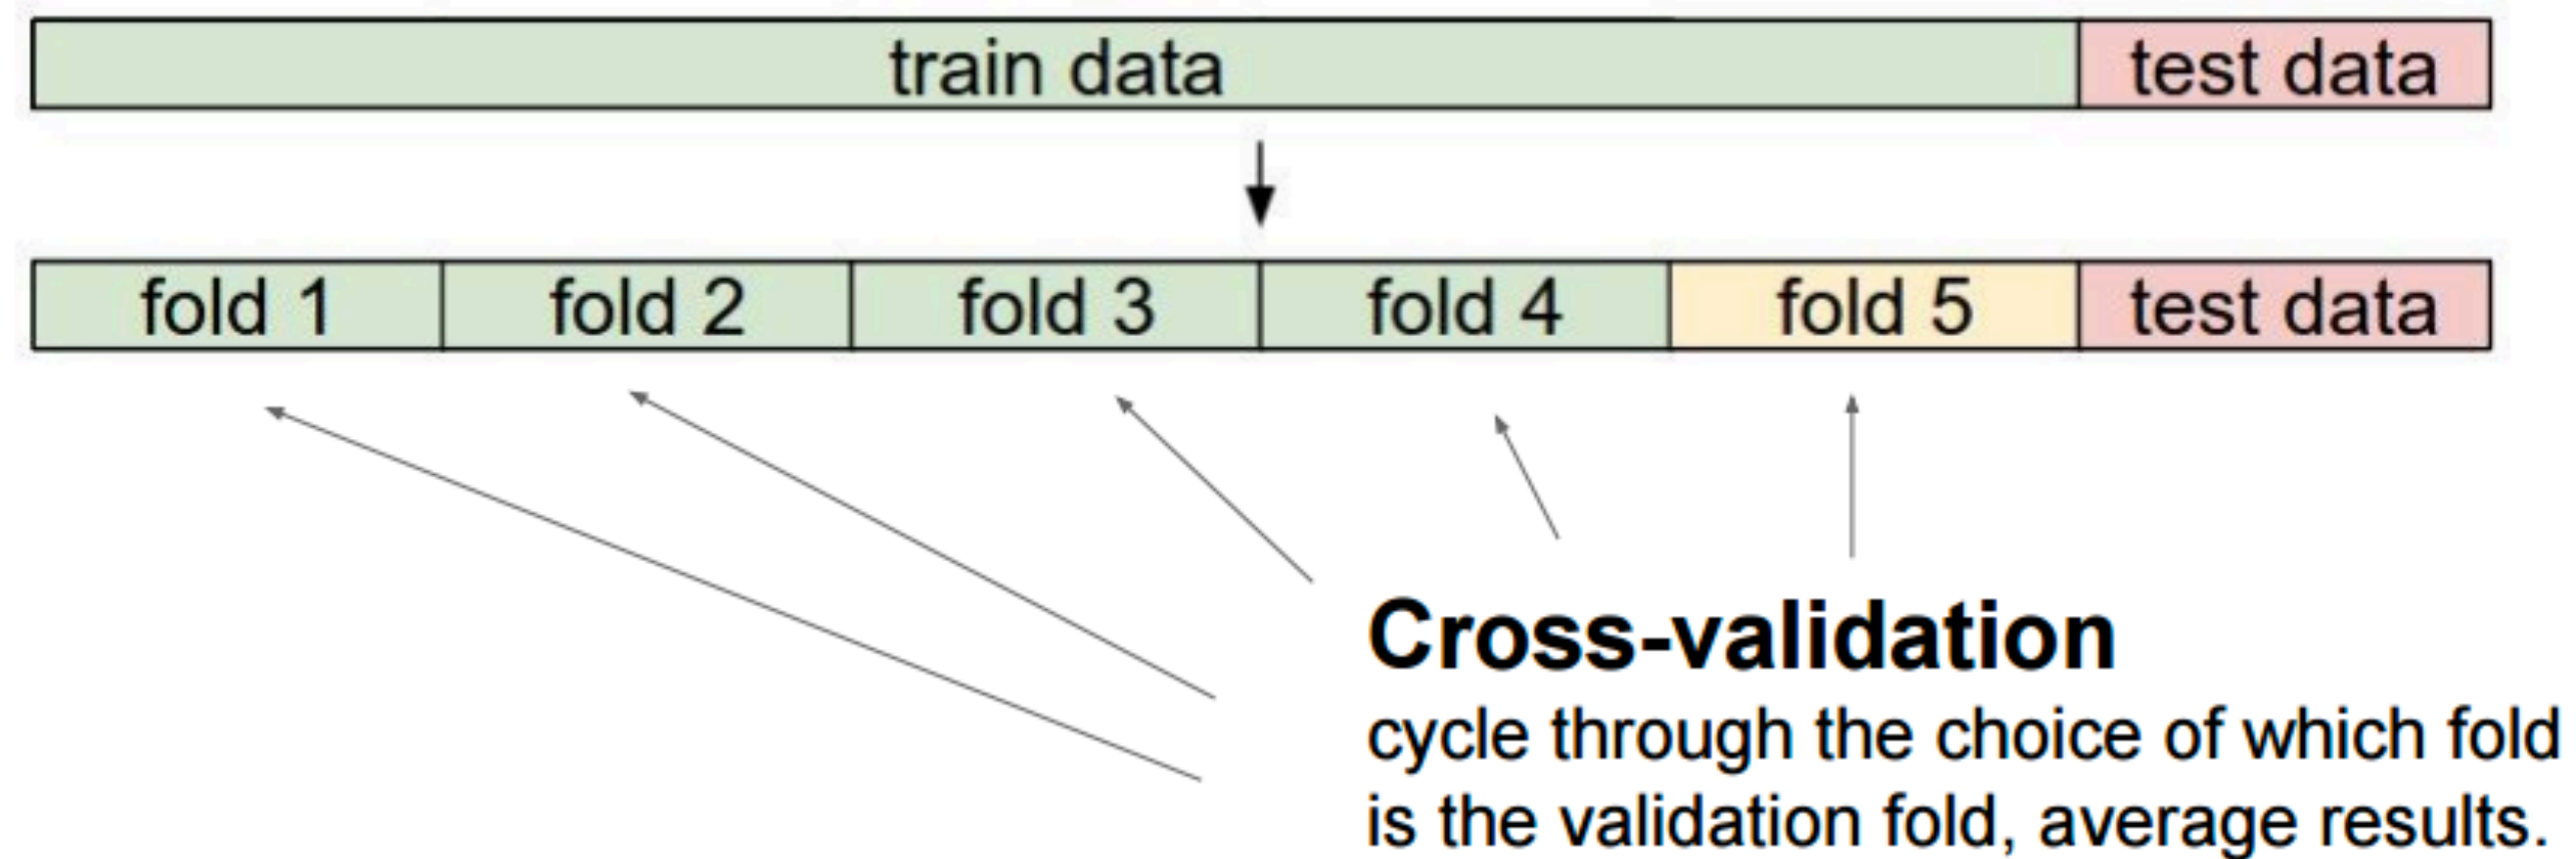 train data test data
fold 1 fold 2 fold 3 fold 4 fold 5 test data
Cross-validation
cycle through the choice of which fold
is the validation fold, average results.